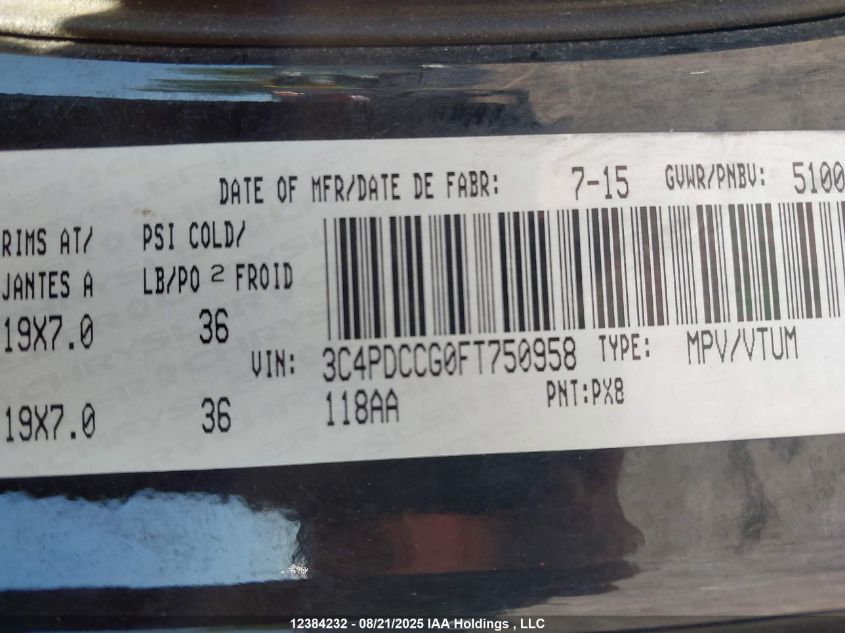 DATE OF MFR/DATE DE FABR: 7-15 GVWR/PNBV: 5100
RIMS AT/ PSI COLD/
JANTES A LB/PO 2 FROID
19X7.0 36
VIN: 3C4PDCCG0FT750958 TYPE: MPV/VTUM
19X7.0 36 118AA PNT:PX8
12384232 - 08/21/2025 IAA Holdings , LLC